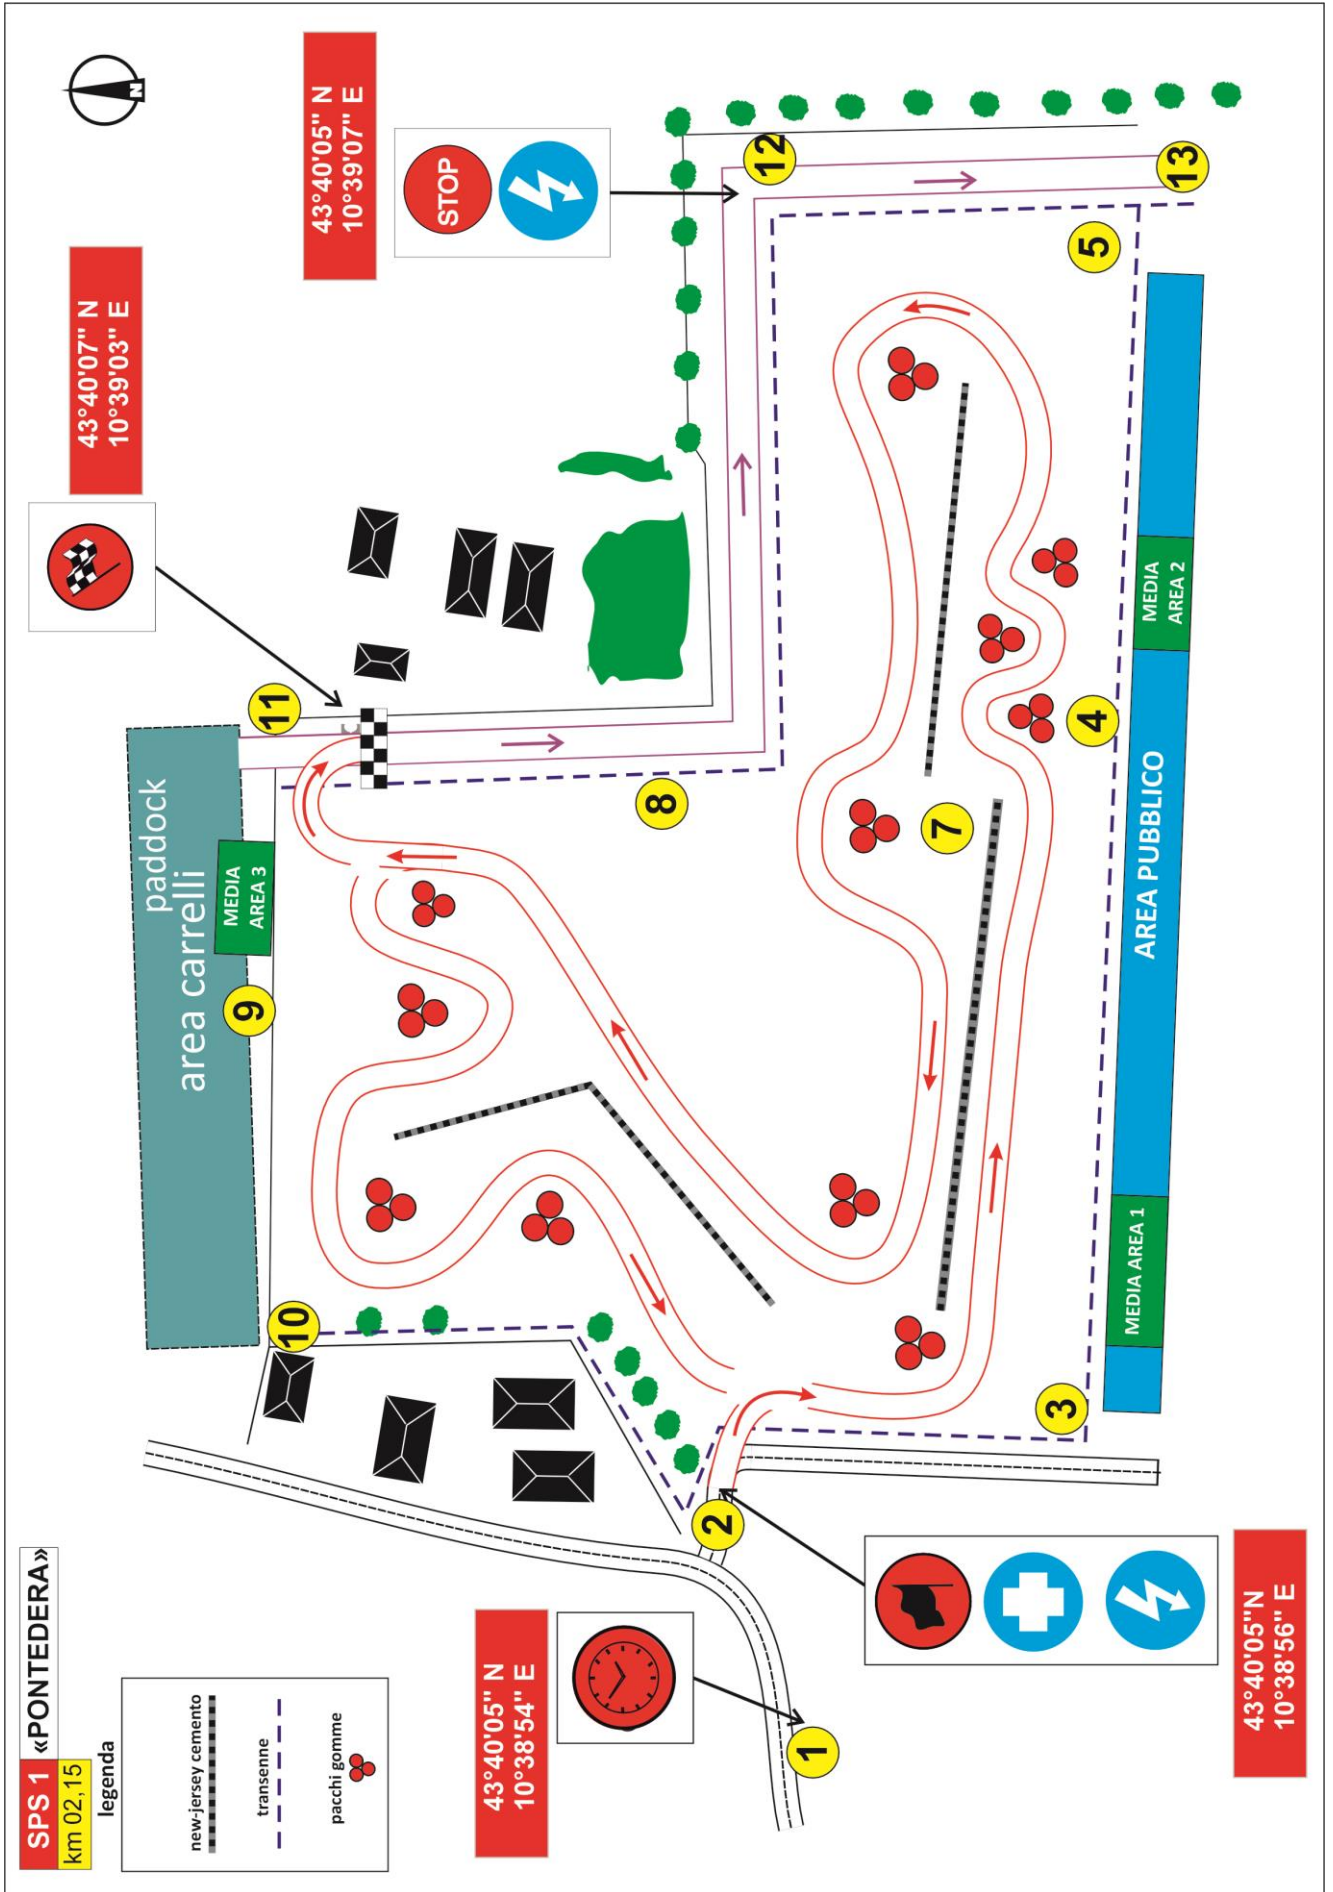 SPS 1 «PONTEDERA»
km 02,15
legenda
new-jersey cemento
transenne
pacchi gomme
43°40'05" N
10°38'54" E
1
2
43°40'05"N
10°38'56" E
3
10
MEDIA AREA 1
9
paddock
area carrelli
MEDIA
AREA 3
11
8
7
4
AREA PUBBLICO
MEDIA
AREA 2
43°40'07" N
10°39'03" E
N
43°40'05" N
10°39'07" E
STOP
12
5
13